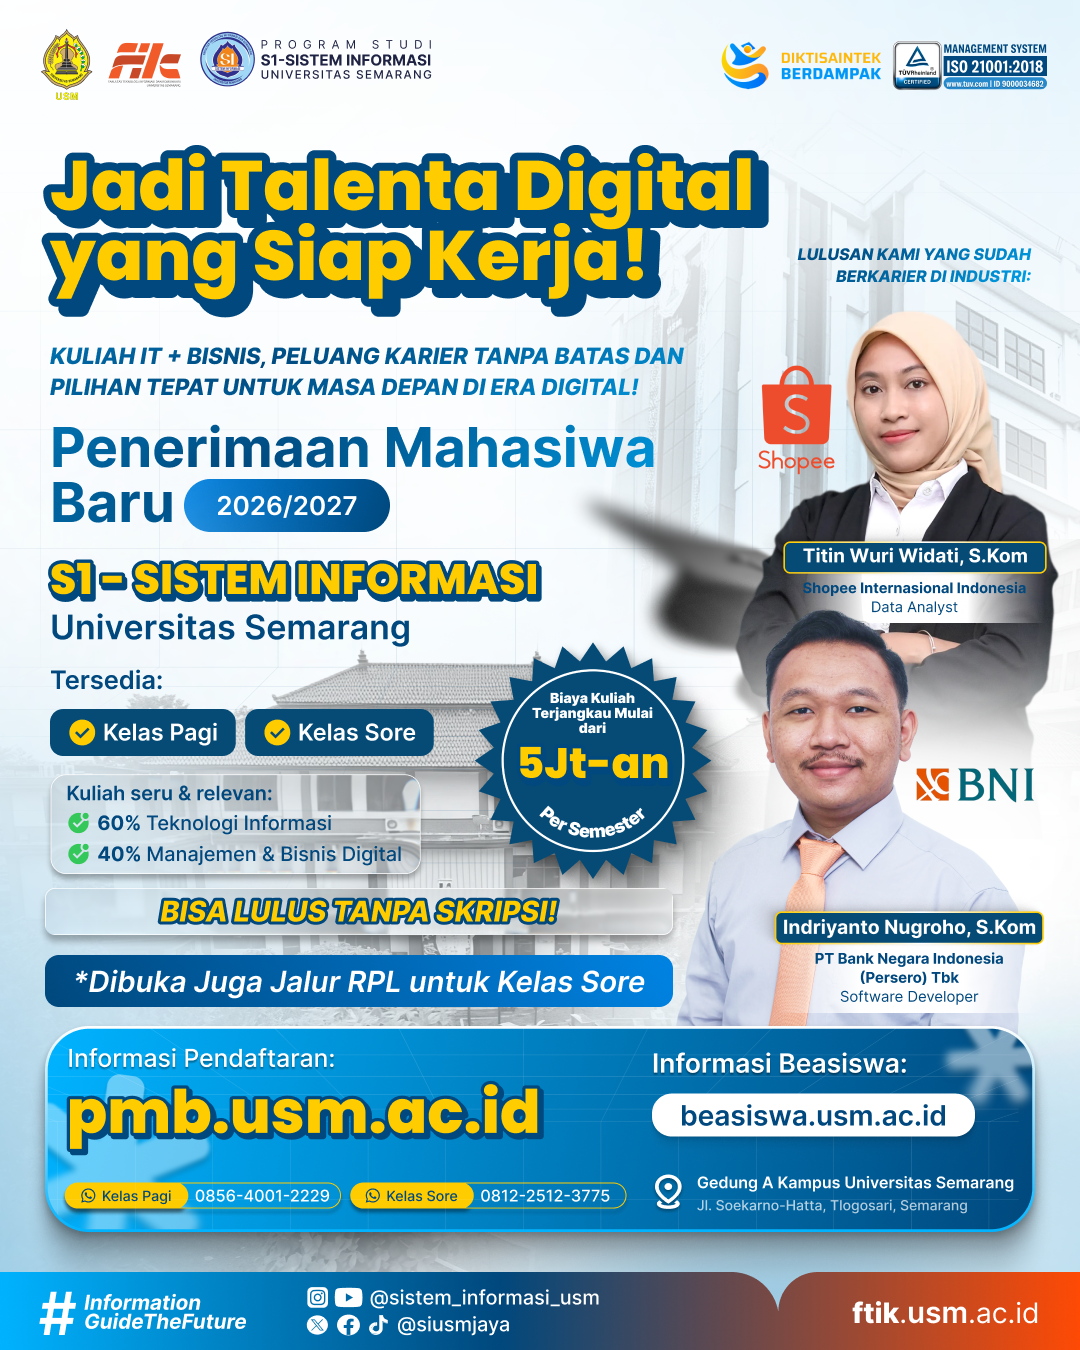 USM
FTIK
PROGRAM STUDI
S1-SISTEM INFORMASI
UNIVERSITAS SEMARANG
DIKTISAINTEK
BERDAMPAK
TÜVRheinland
CERTIFIED
MANAGEMENT SYSTEM
ISO 21001:2018
www.tuv.com | ID 9000034682
Jadi Talenta Digital
yang Siap Kerja!
LULUSAN KAMI YANG SUDAH
BERKARIER DI INDUSTRI:
KULIAH IT + BISNIS, PELUANG KARIER TANPA BATAS DAN
PILIHAN TEPAT UNTUK MASA DEPAN DI ERA DIGITAL!
Shopee
Penerimaan Mahasiwa
Baru 2026/2027
Titin Wuri Widati, S.Kom
Shopee Internasional Indonesia
Data Analyst
S1 - SISTEM INFORMASI
Universitas Semarang
Tersedia:
Kelas Pagi
Kelas Sore
Biaya Kuliah
Terjangkau Mulai
dari
5Jt-an
Per Semester
BNI
Kuliah seru & relevan:
60% Teknologi Informasi
40% Manajemen & Bisnis Digital
BISA LULUS TANPA SKRIPSI!
Indriyanto Nugroho, S.Kom
PT Bank Negara Indonesia
(Persero) Tbk
Software Developer
*Dibuka Juga Jalur RPL untuk Kelas Sore
Informasi Pendaftaran:
pmb.usm.ac.id
Kelas Pagi 0856-4001-2229
Kelas Sore 0812-2512-3775
Informasi Beasiswa:
beasiswa.usm.ac.id
Gedung A Kampus Universitas Semarang
Jl. Soekarno-Hatta, Tlogosari, Semarang
# Information
GuideTheFuture
@sistem_informasi_usm
@siusmjaya
ftik.usm.ac.id